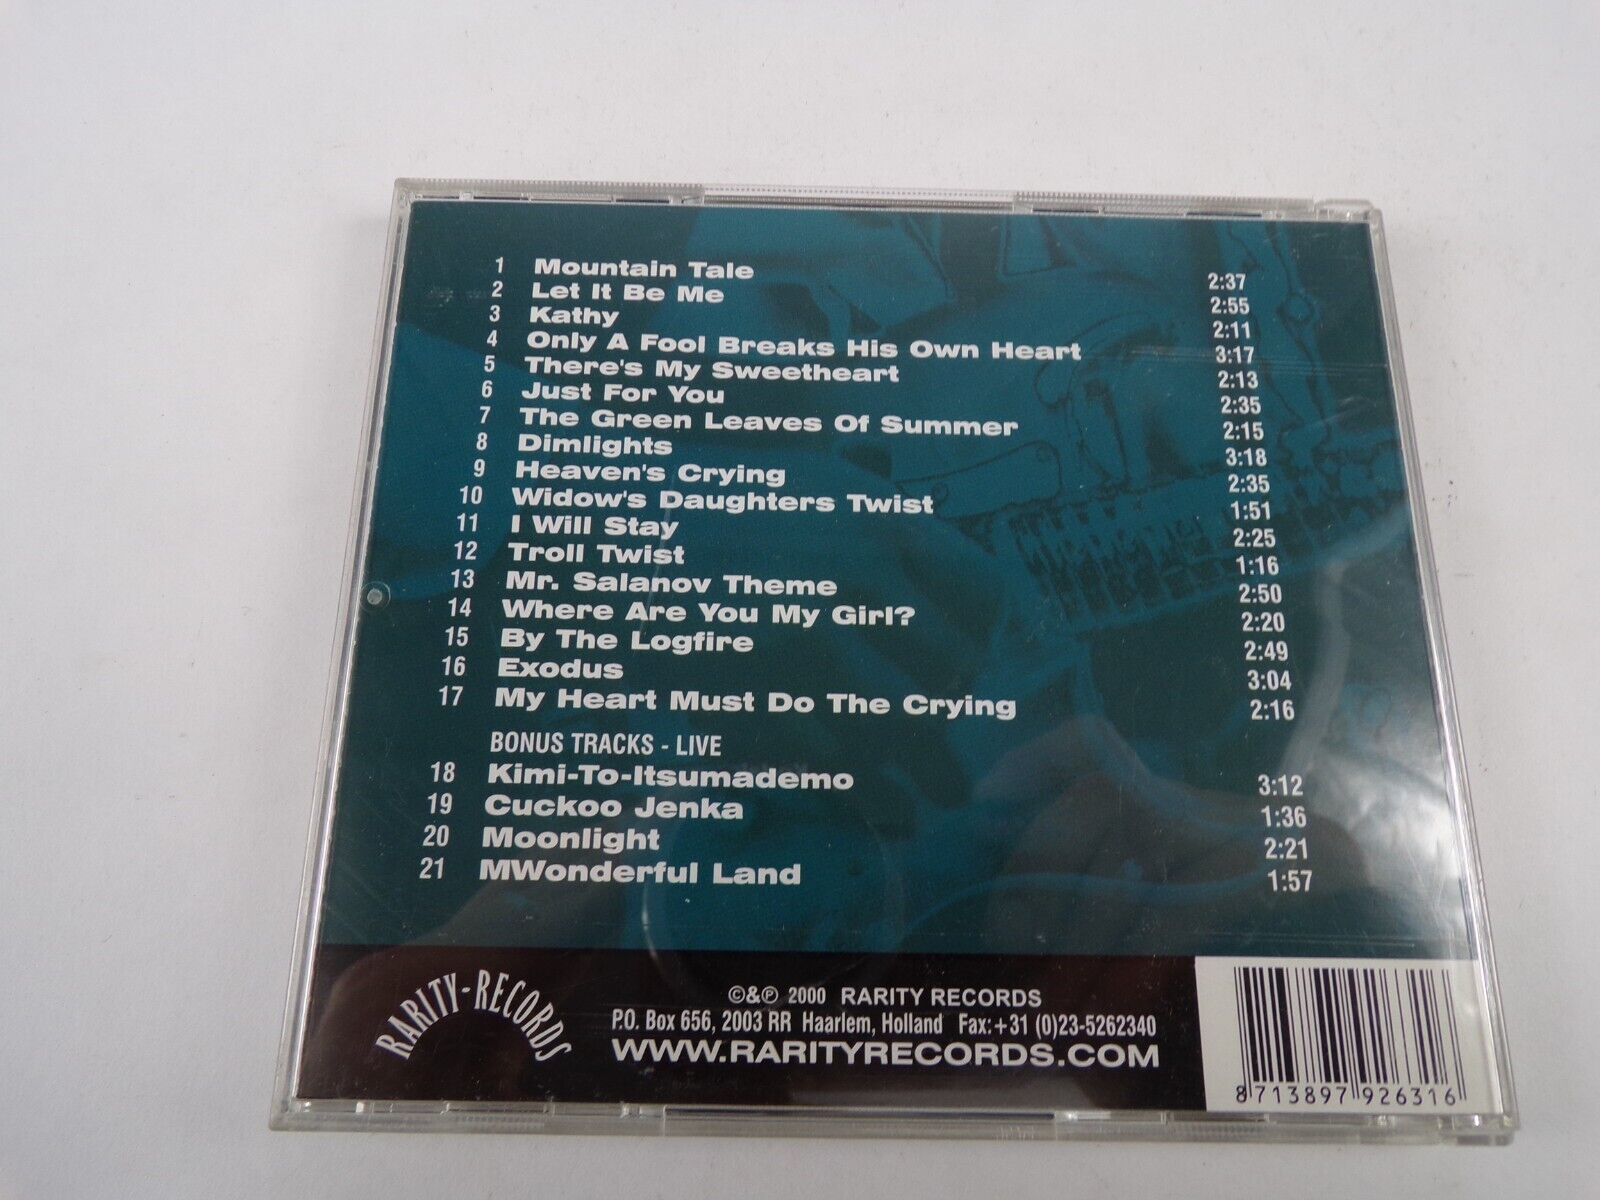 1 Mountain Tale 2:37
2 Let It Be Me 2:55
3 Kathy 2:11
4 Only A Fool Breaks His Own Heart 3:17
5 There's My Sweetheart 2:13
6 Just For You 2:35
7 The Green Leaves Of Summer 2:15
8 Dimlights 3:18
9 Heaven's Crying 2:35
10 Widow's Daughters Twist 1:51
11 I Will Stay 2:25
12 Troll Twist 1:16
13 Mr. Salanov Theme 2:50
14 Where Are You My Girl? 2:20
15 By The Logfire 2:49
16 Exodus 3:04
17 My Heart Must Do The Crying 2:16
BONUS TRACKS - LIVE
18 Kimi-To-Itsumademo 3:12
19 Cuckoo Jenka 1:36
20 Moonlight 2:21
21 MWonderful Land 1:57
RARITY-RECORDS
©&℗ 2000 RARITY RECORDS
P.O. Box 656, 2003 RR Haarlem, Holland Fax:+31 (0)23-5262340
WWW.RARITYRECORDS.COM
8 713897 926316